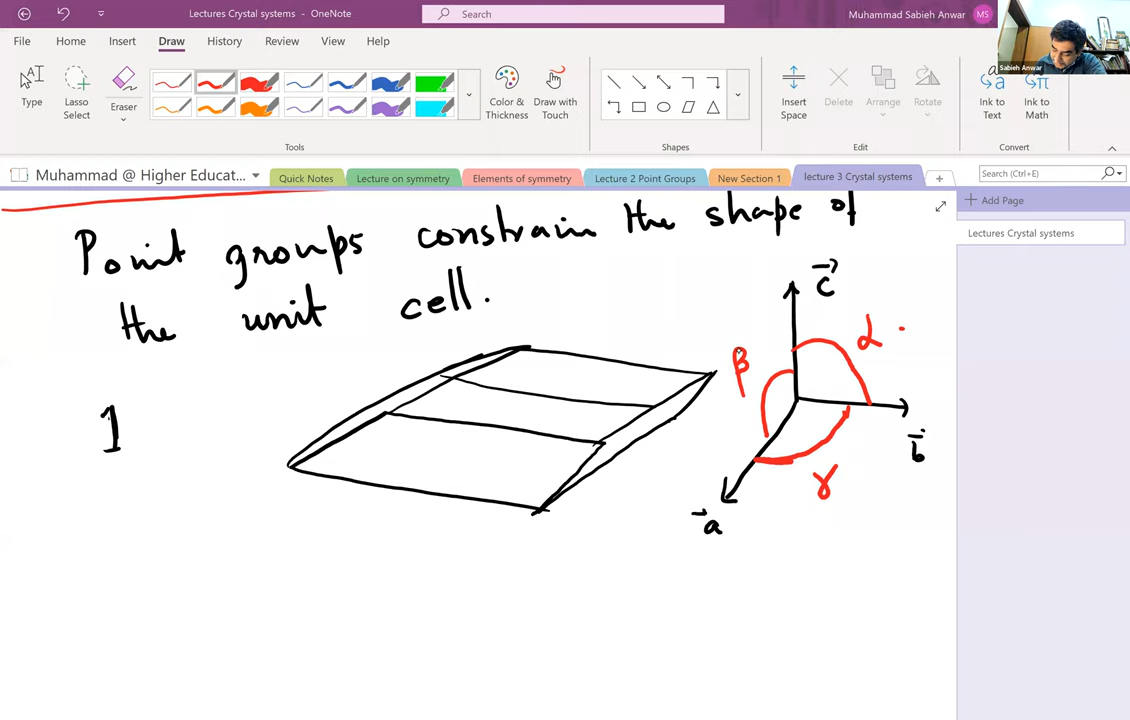 Lectures Crystal systems - OneNote
Search
Muhammad Sabieh Anwar
MS
Sabieh Anwar
File Home Insert Draw History Review View Help
Type
Lasso Select
Eraser
Color & Thickness
Draw with Touch
Insert Space
Delete
Arrange
Rotate
Ink to Text
Ink to Math
Tools
Shapes
Edit
Convert
Muhammad @ Higher Educat...
Quick Notes
Lecture on symmetry
Elements of symmetry
Lecture 2 Point Groups
New Section 1
lecture 3 Crystal systems
Search (Ctrl+E)
Add Page
Lectures Crystal systems
Point groups constrain the shape of
the unit cell.
1
c
α
β
b
γ
a